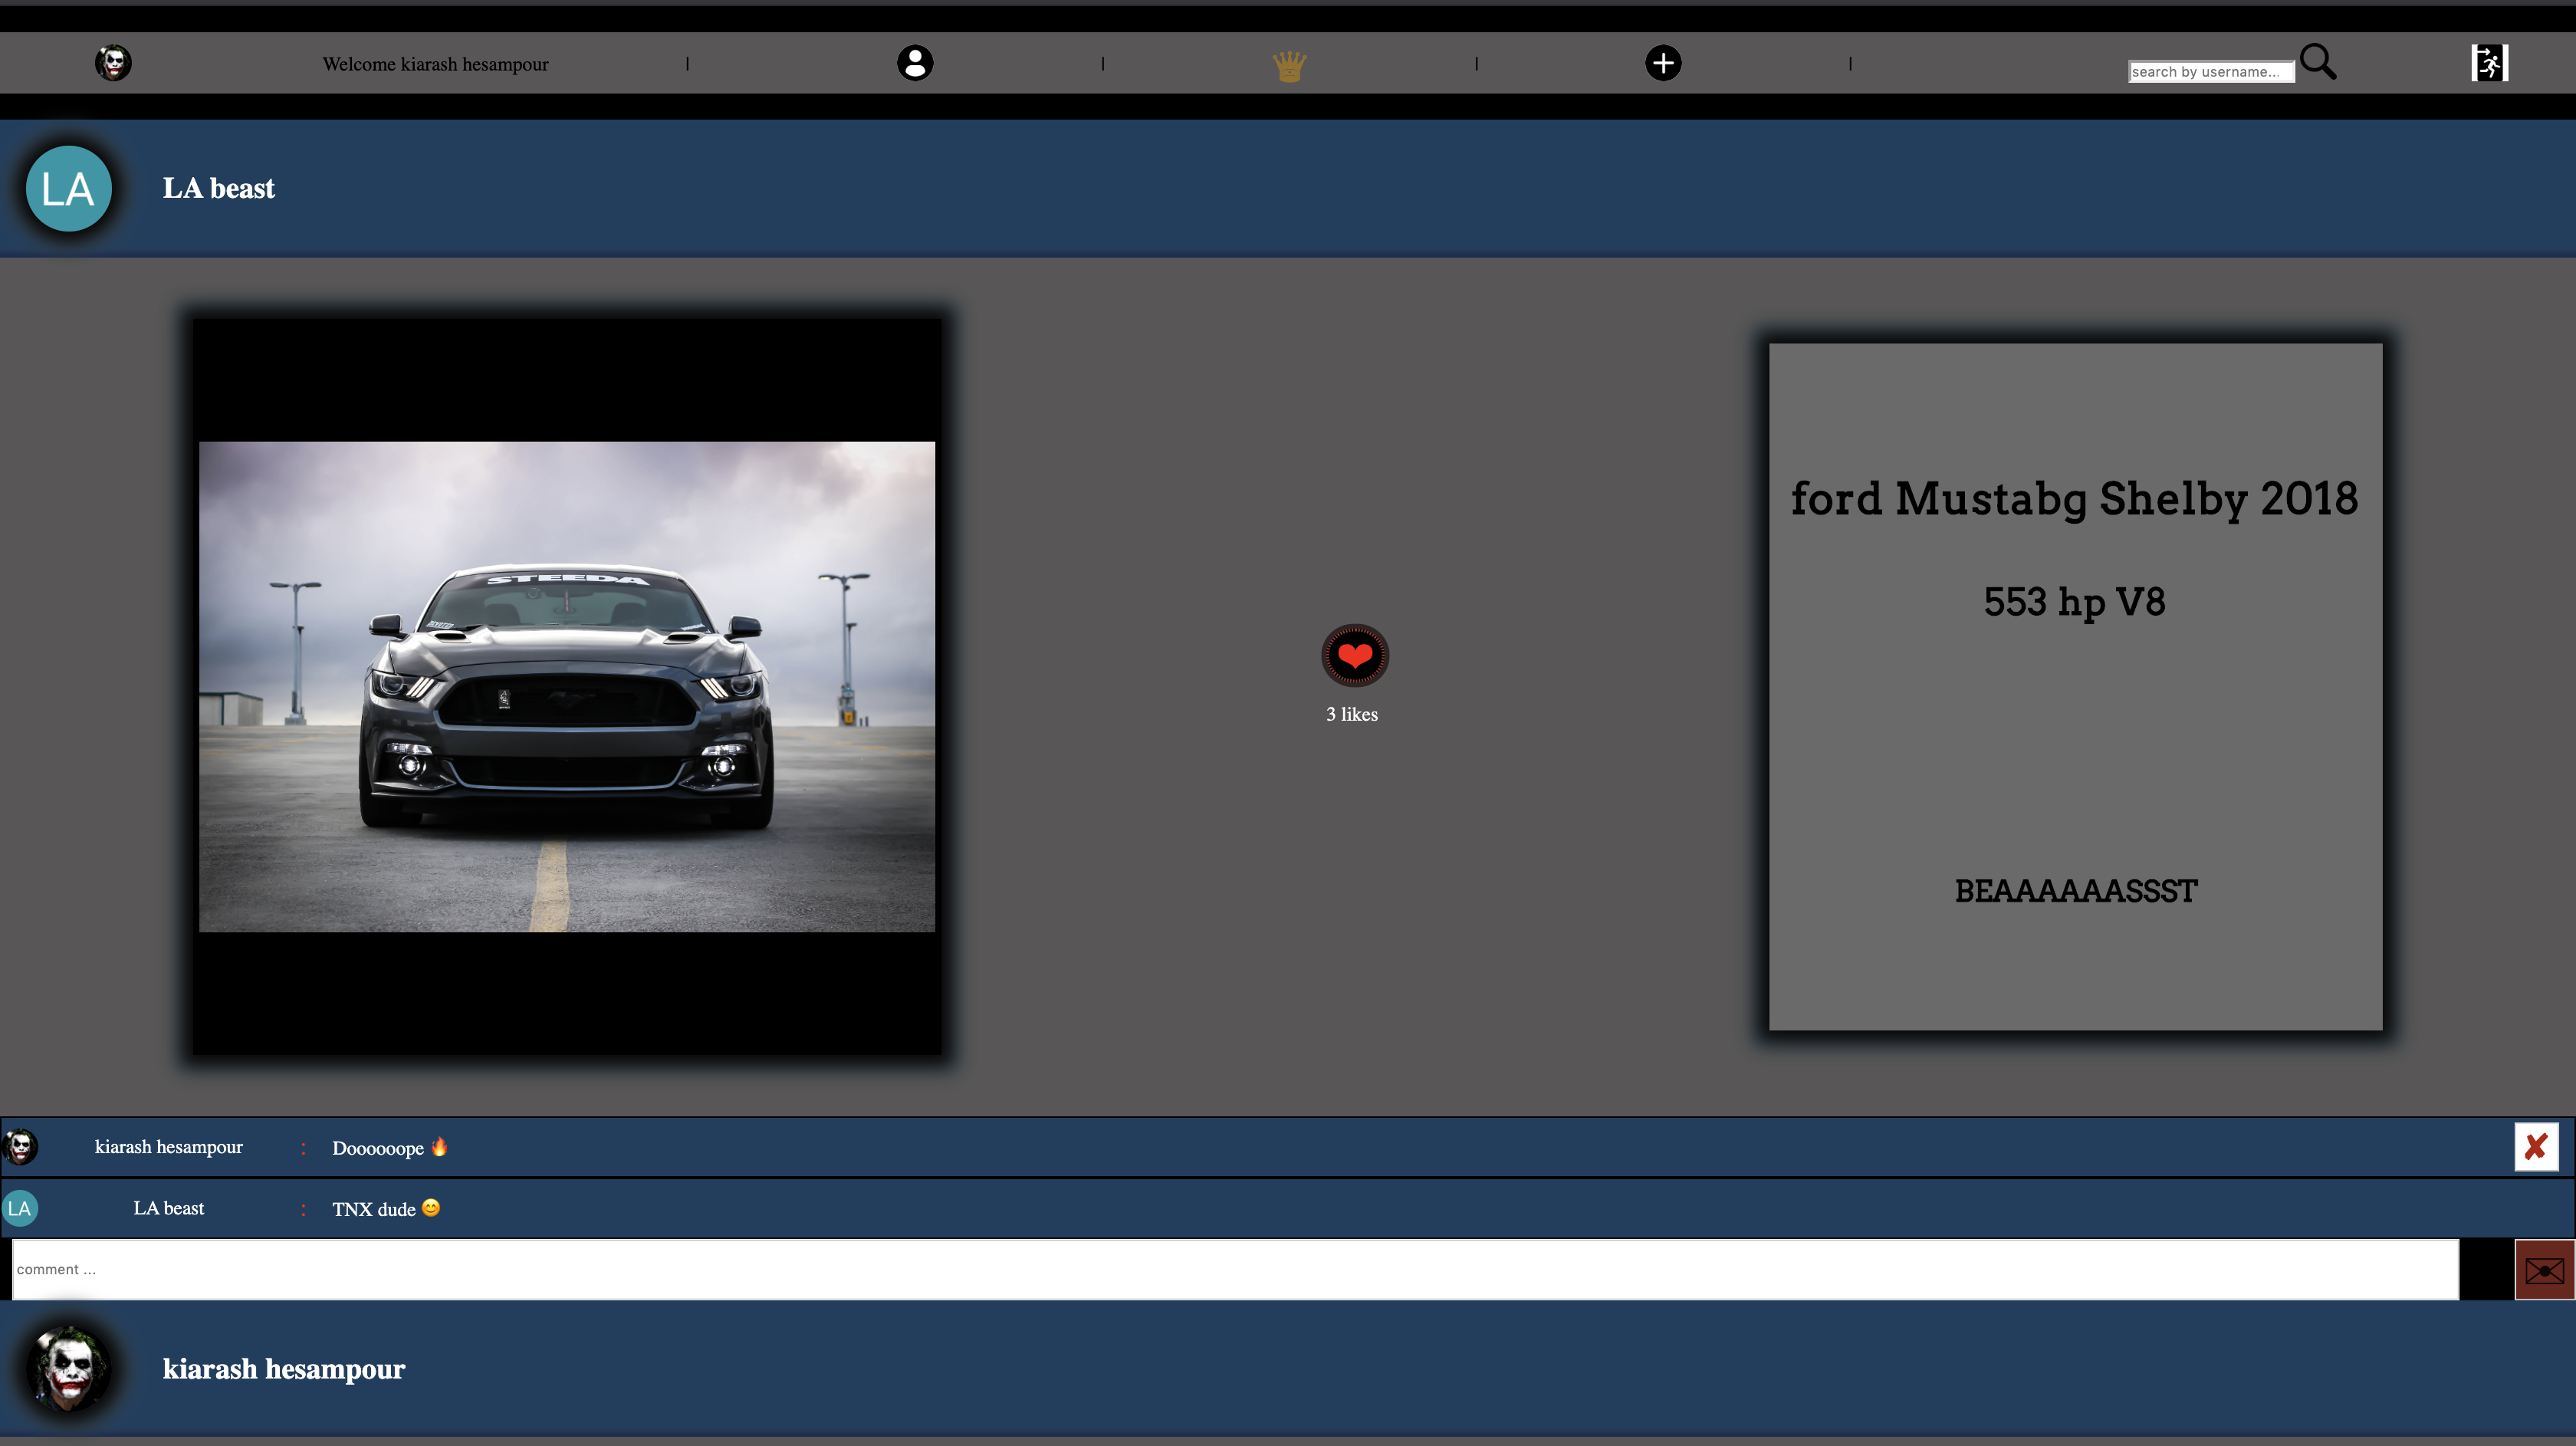 Welcome kiarash hesampour
search by username...
LA
LA beast
STEEDA
ford Mustabg Shelby 2018
553 hp V8
3 likes
BEAAAAAASSST
kiarash hesampour : Doooooope 🔥
LA
LA beast : TNX dude 😊
comment ...
kiarash hesampour